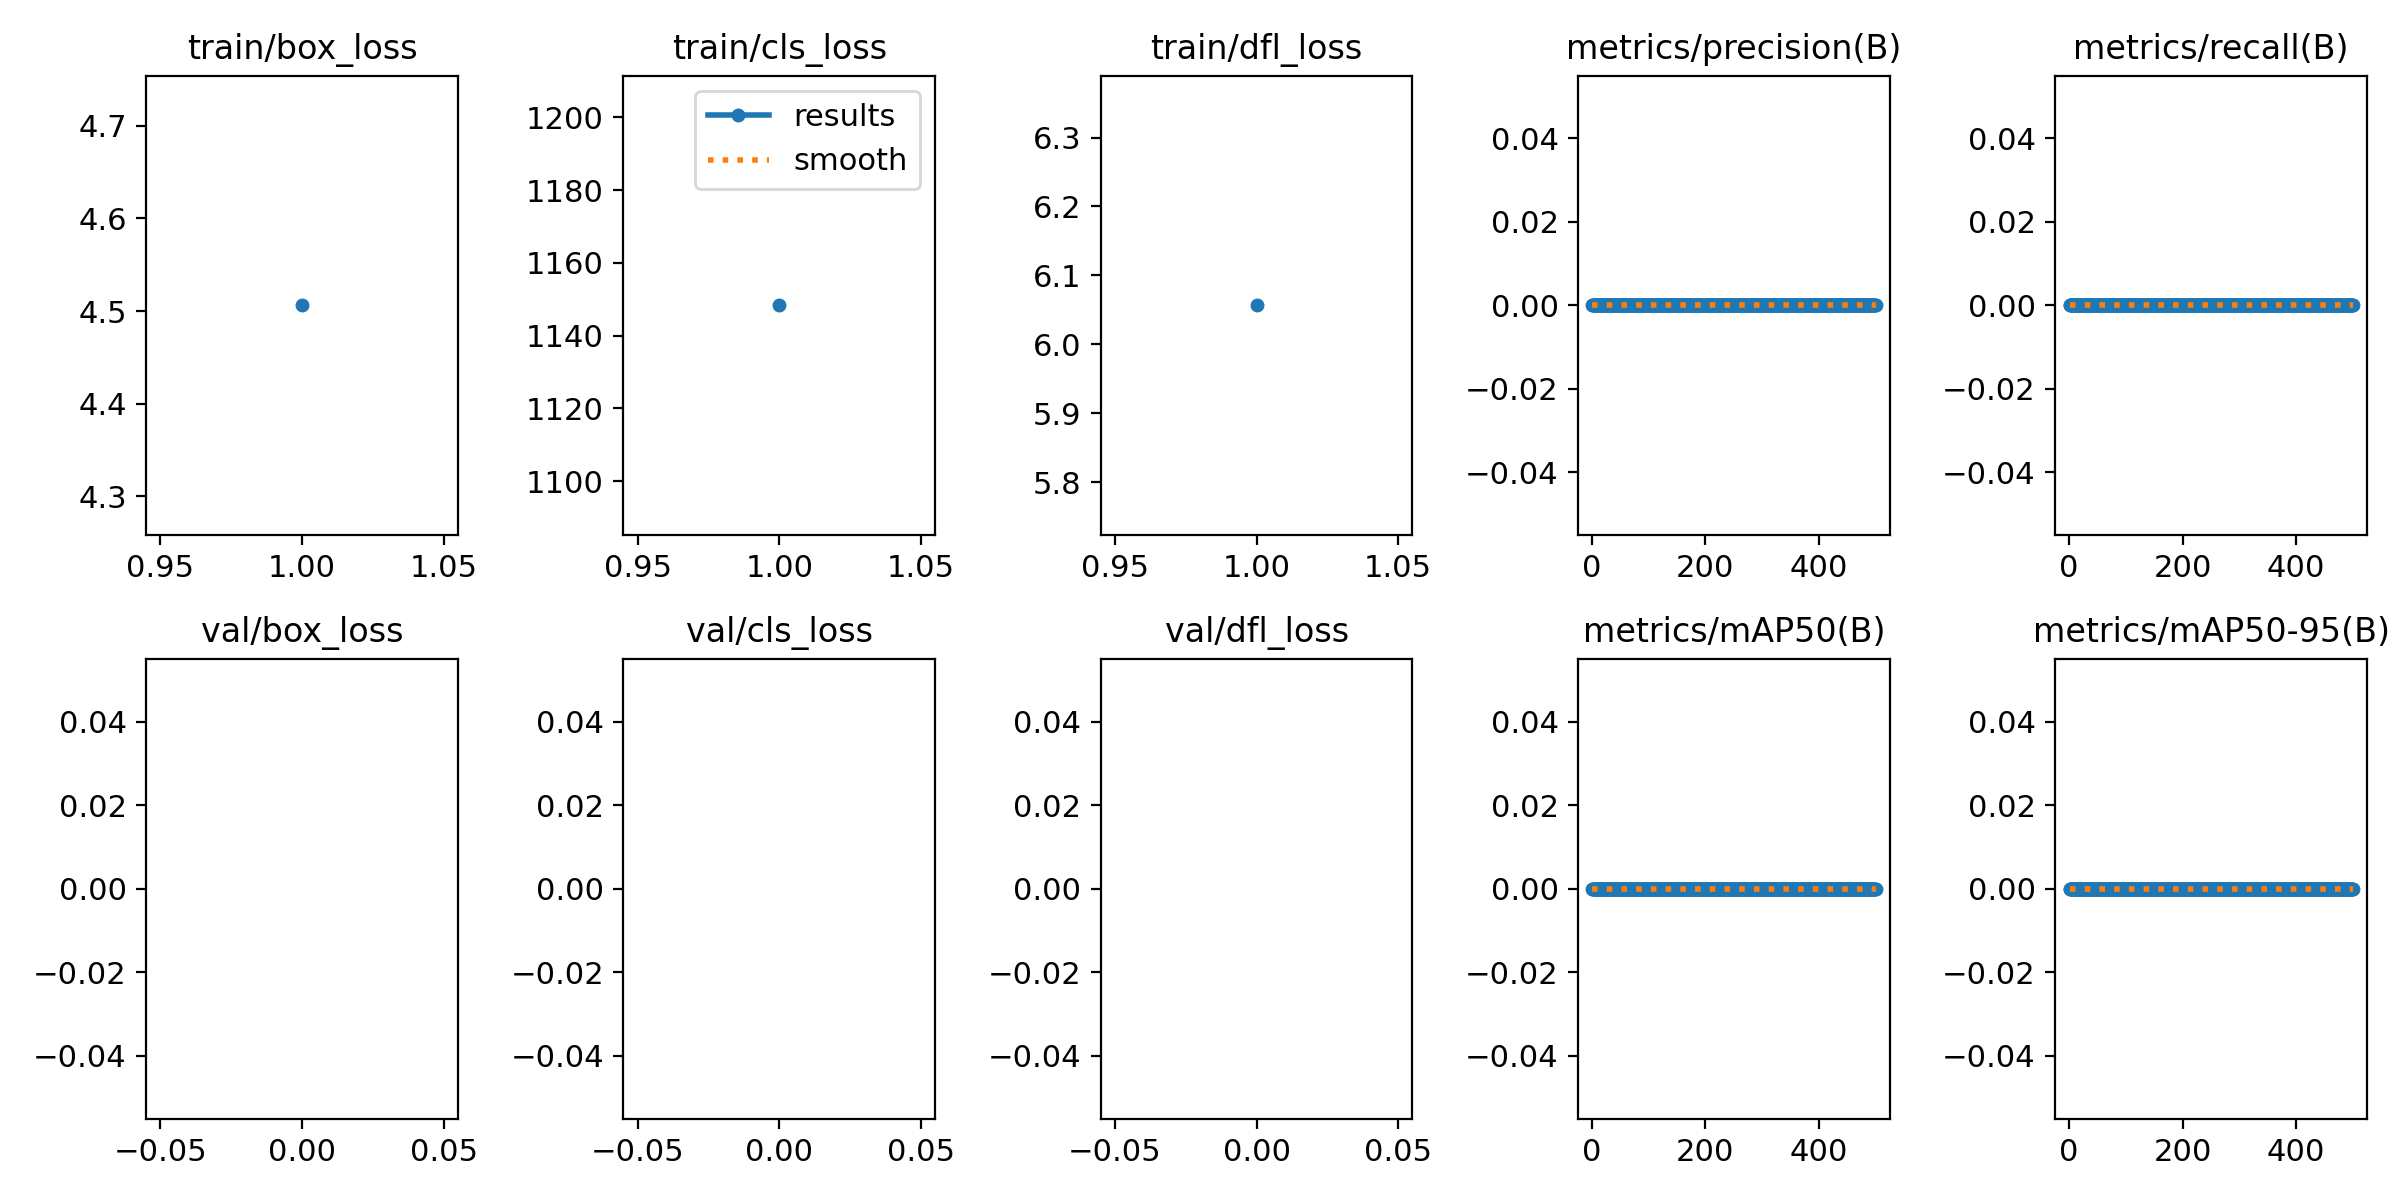 train/box_loss
4.7
4.6
4.5
4.4
4.3
0.95 1.00 1.05
train/cls_loss
results
smooth
1200
1180
1160
1140
1120
1100
0.95 1.00 1.05
train/dfl_loss
6.3
6.2
6.1
6.0
5.9
5.8
0.95 1.00 1.05
metrics/precision(B)
0.04
0.02
0.00
−0.02
−0.04
0 200 400
metrics/recall(B)
0.04
0.02
0.00
−0.02
−0.04
0 200 400
val/box_loss
0.04
0.02
0.00
−0.02
−0.04
−0.05 0.00 0.05
val/cls_loss
0.04
0.02
0.00
−0.02
−0.04
−0.05 0.00 0.05
val/dfl_loss
0.04
0.02
0.00
−0.02
−0.04
−0.05 0.00 0.05
metrics/mAP50(B)
0.04
0.02
0.00
−0.02
−0.04
0 200 400
metrics/mAP50-95(B)
0.04
0.02
0.00
−0.02
−0.04
0 200 400